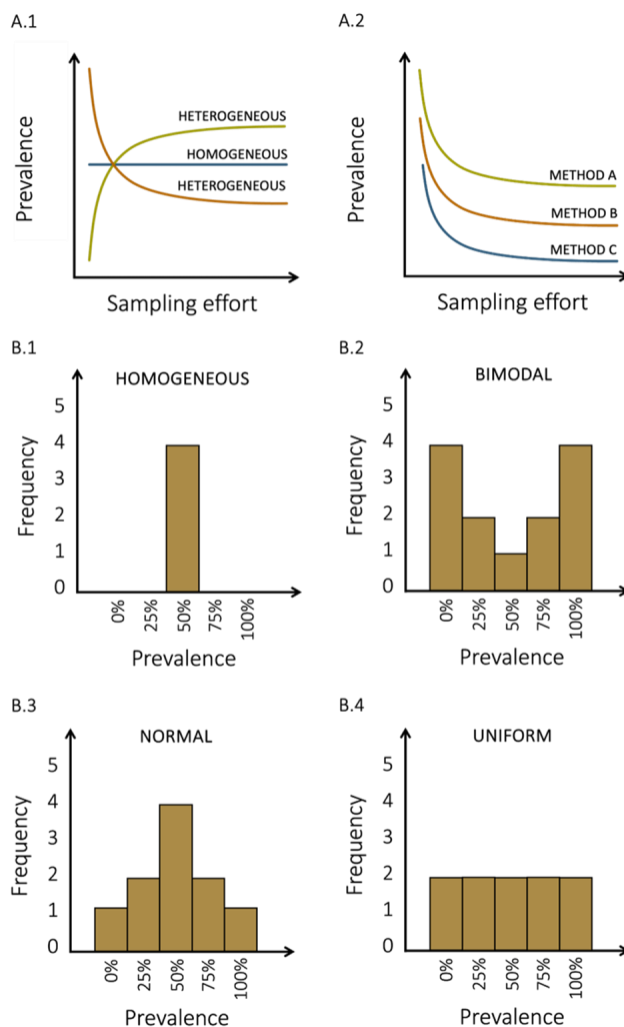 A.1
Prevalence
HETEROGENEOUS
HOMOGENEOUS
HETEROGENEOUS
Sampling effort
A.2
Prevalence
METHOD A
METHOD B
METHOD C
Sampling effort
B.1
HOMOGENEOUS
Frequency
5
4
3
2
1
0
0% 25% 50% 75% 100%
Prevalence
B.2
BIMODAL
Frequency
5
4
3
2
1
0
0% 25% 50% 75% 100%
Prevalence
B.3
NORMAL
Frequency
5
4
3
2
1
0
0% 25% 50% 75% 100%
Prevalence
B.4
UNIFORM
Frequency
5
4
3
2
1
0
0% 25% 50% 75% 100%
Prevalence